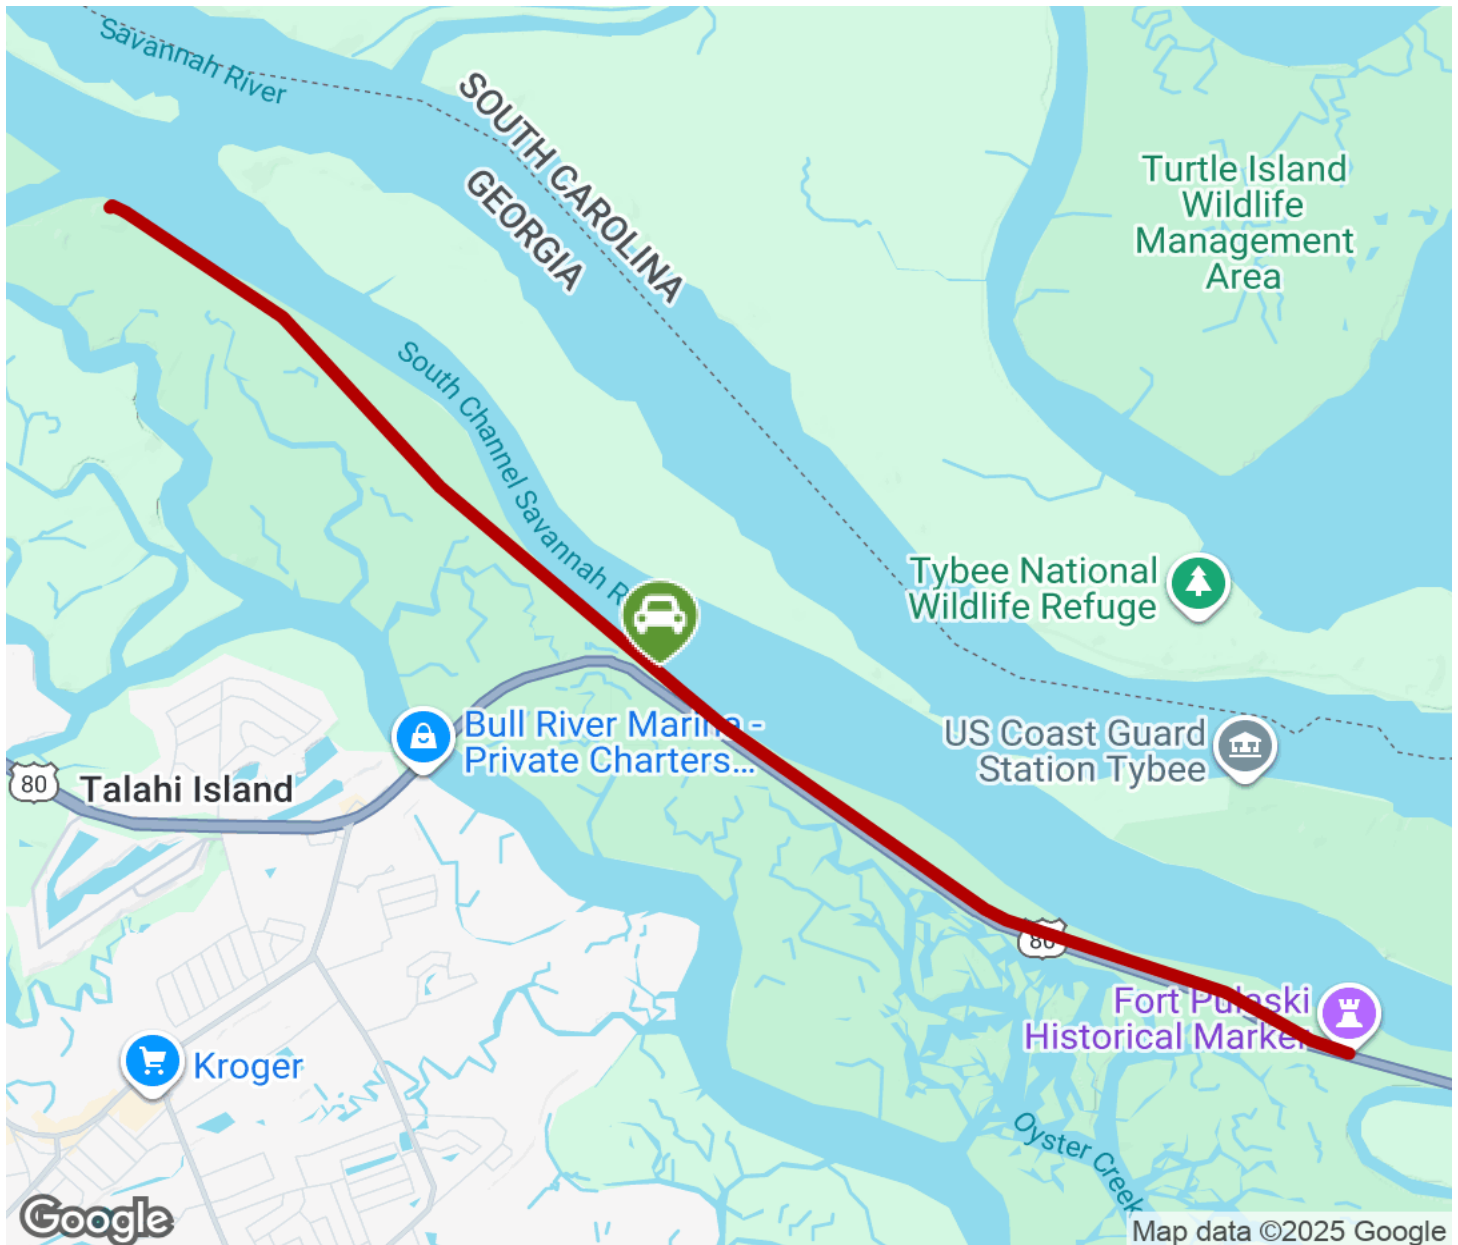 Savannah River
SOUTH CAROLINA
GEORGIA
Turtle Island
Wildlife
Management
Area
South Channel Savannah R
Tybee National
Wildlife Refuge
Bull River Marina -
Private Charters...
US Coast Guard
Station Tybee
80
Talahi Island
80
Fort Pulaski
Historical Marker
Kroger
Oyster Creek
Google
Map data ©2025 Google